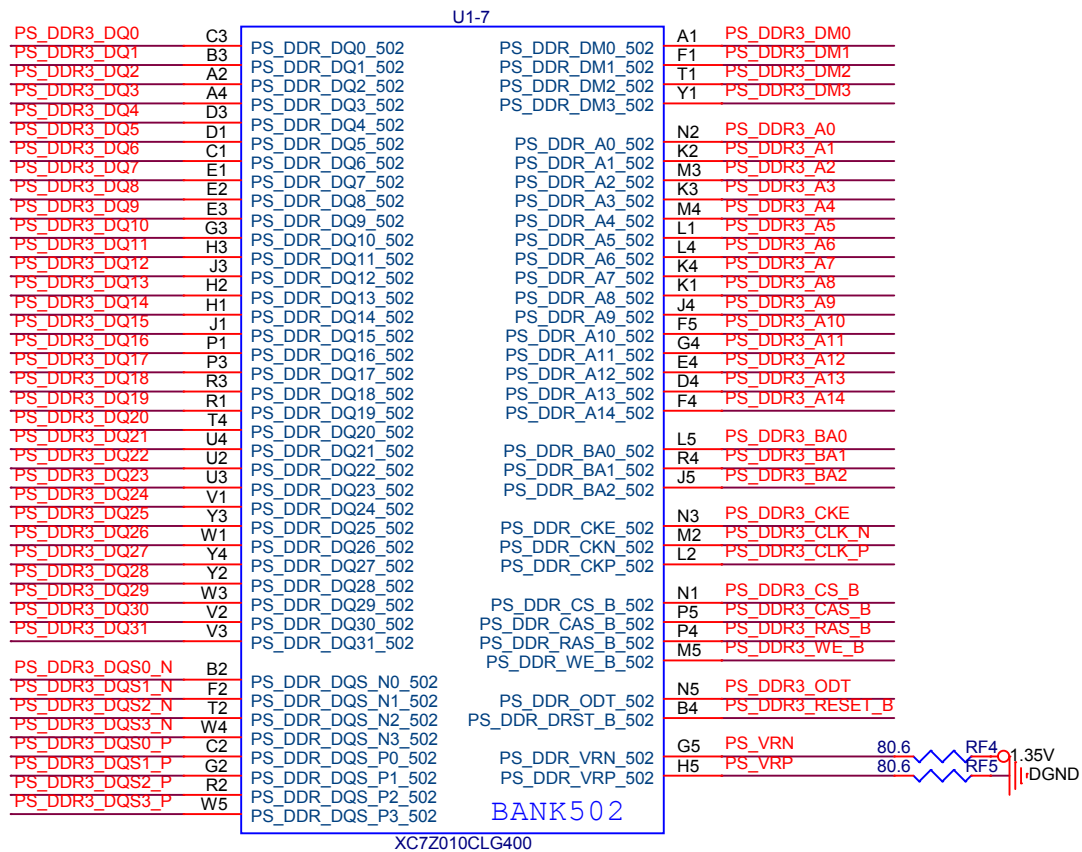 U1-7
PS_DDR3_DQ0 C3 PS_DDR_DQ0_502 PS_DDR_DM0_502 A1 PS_DDR3_DM0
PS_DDR3_DQ1 B3 PS_DDR_DQ1_502 PS_DDR_DM1_502 F1 PS_DDR3_DM1
PS_DDR3_DQ2 A2 PS_DDR_DQ2_502 PS_DDR_DM2_502 T1 PS_DDR3_DM2
PS_DDR3_DQ3 A4 PS_DDR_DQ3_502 PS_DDR_DM3_502 Y1 PS_DDR3_DM3
PS_DDR3_DQ4 D3 PS_DDR_DQ4_502
PS_DDR3_DQ5 D1 PS_DDR_DQ5_502 PS_DDR_A0_502 N2 PS_DDR3_A0
PS_DDR3_DQ6 C1 PS_DDR_DQ6_502 PS_DDR_A1_502 K2 PS_DDR3_A1
PS_DDR3_DQ7 E1 PS_DDR_DQ7_502 PS_DDR_A2_502 M3 PS_DDR3_A2
PS_DDR3_DQ8 E2 PS_DDR_DQ8_502 PS_DDR_A3_502 K3 PS_DDR3_A3
PS_DDR3_DQ9 E3 PS_DDR_DQ9_502 PS_DDR_A4_502 M4 PS_DDR3_A4
PS_DDR3_DQ10 G3 PS_DDR_DQ10_502 PS_DDR_A5_502 L1 PS_DDR3_A5
PS_DDR3_DQ11 H3 PS_DDR_DQ11_502 PS_DDR_A6_502 L4 PS_DDR3_A6
PS_DDR3_DQ12 J3 PS_DDR_DQ12_502 PS_DDR_A7_502 K4 PS_DDR3_A7
PS_DDR3_DQ13 H2 PS_DDR_DQ13_502 PS_DDR_A8_502 K1 PS_DDR3_A8
PS_DDR3_DQ14 H1 PS_DDR_DQ14_502 PS_DDR_A9_502 J4 PS_DDR3_A9
PS_DDR3_DQ15 J1 PS_DDR_DQ15_502 PS_DDR_A10_502 F5 PS_DDR3_A10
PS_DDR3_DQ16 P1 PS_DDR_DQ16_502 PS_DDR_A11_502 G4 PS_DDR3_A11
PS_DDR3_DQ17 P3 PS_DDR_DQ17_502 PS_DDR_A12_502 E4 PS_DDR3_A12
PS_DDR3_DQ18 R3 PS_DDR_DQ18_502 PS_DDR_A13_502 D4 PS_DDR3_A13
PS_DDR3_DQ19 R1 PS_DDR_DQ19_502 PS_DDR_A14_502 F4 PS_DDR3_A14
PS_DDR3_DQ20 T4 PS_DDR_DQ20_502
PS_DDR3_DQ21 U4 PS_DDR_DQ21_502 PS_DDR_BA0_502 L5 PS_DDR3_BA0
PS_DDR3_DQ22 U2 PS_DDR_DQ22_502 PS_DDR_BA1_502 R4 PS_DDR3_BA1
PS_DDR3_DQ23 U3 PS_DDR_DQ23_502 PS_DDR_BA2_502 J5 PS_DDR3_BA2
PS_DDR3_DQ24 V1 PS_DDR_DQ24_502
PS_DDR3_DQ25 Y3 PS_DDR_DQ25_502 PS_DDR_CKE_502 N3 PS_DDR3_CKE
PS_DDR3_DQ26 W1 PS_DDR_DQ26_502 PS_DDR_CKN_502 M2 PS_DDR3_CLK_N
PS_DDR3_DQ27 Y4 PS_DDR_DQ27_502 PS_DDR_CKP_502 L2 PS_DDR3_CLK_P
PS_DDR3_DQ28 Y2 PS_DDR_DQ28_502
PS_DDR3_DQ29 W3 PS_DDR_DQ29_502 PS_DDR_CS_B_502 N1 PS_DDR3_CS_B
PS_DDR3_DQ30 V2 PS_DDR_DQ30_502 PS_DDR_CAS_B_502 P5 PS_DDR3_CAS_B
PS_DDR3_DQ31 V3 PS_DDR_DQ31_502 PS_DDR_RAS_B_502 P4 PS_DDR3_RAS_B
PS_DDR_WE_B_502 M5 PS_DDR3_WE_B
PS_DDR3_DQS0_N B2 PS_DDR_DQS_N0_502
PS_DDR3_DQS1_N F2 PS_DDR_DQS_N1_502 PS_DDR_ODT_502 N5 PS_DDR3_ODT
PS_DDR3_DQS2_N T2 PS_DDR_DQS_N2_502 PS_DDR_DRST_B_502 B4 PS_DDR3_RESET_B
PS_DDR3_DQS3_N W4 PS_DDR_DQS_N3_502
PS_DDR3_DQS0_P C2 PS_DDR_DQS_P0_502 PS_DDR_VRN_502 G5 PS_VRN 80.6 RF4 1.35V
PS_DDR3_DQS1_P G2 PS_DDR_DQS_P1_502 PS_DDR_VRP_502 H5 PS_VRP 80.6 RF5 DGND
PS_DDR3_DQS2_P R2 PS_DDR_DQS_P2_502
PS_DDR3_DQS3_P W5 PS_DDR_DQS_P3_502 BANK502
XC7Z010CLG400